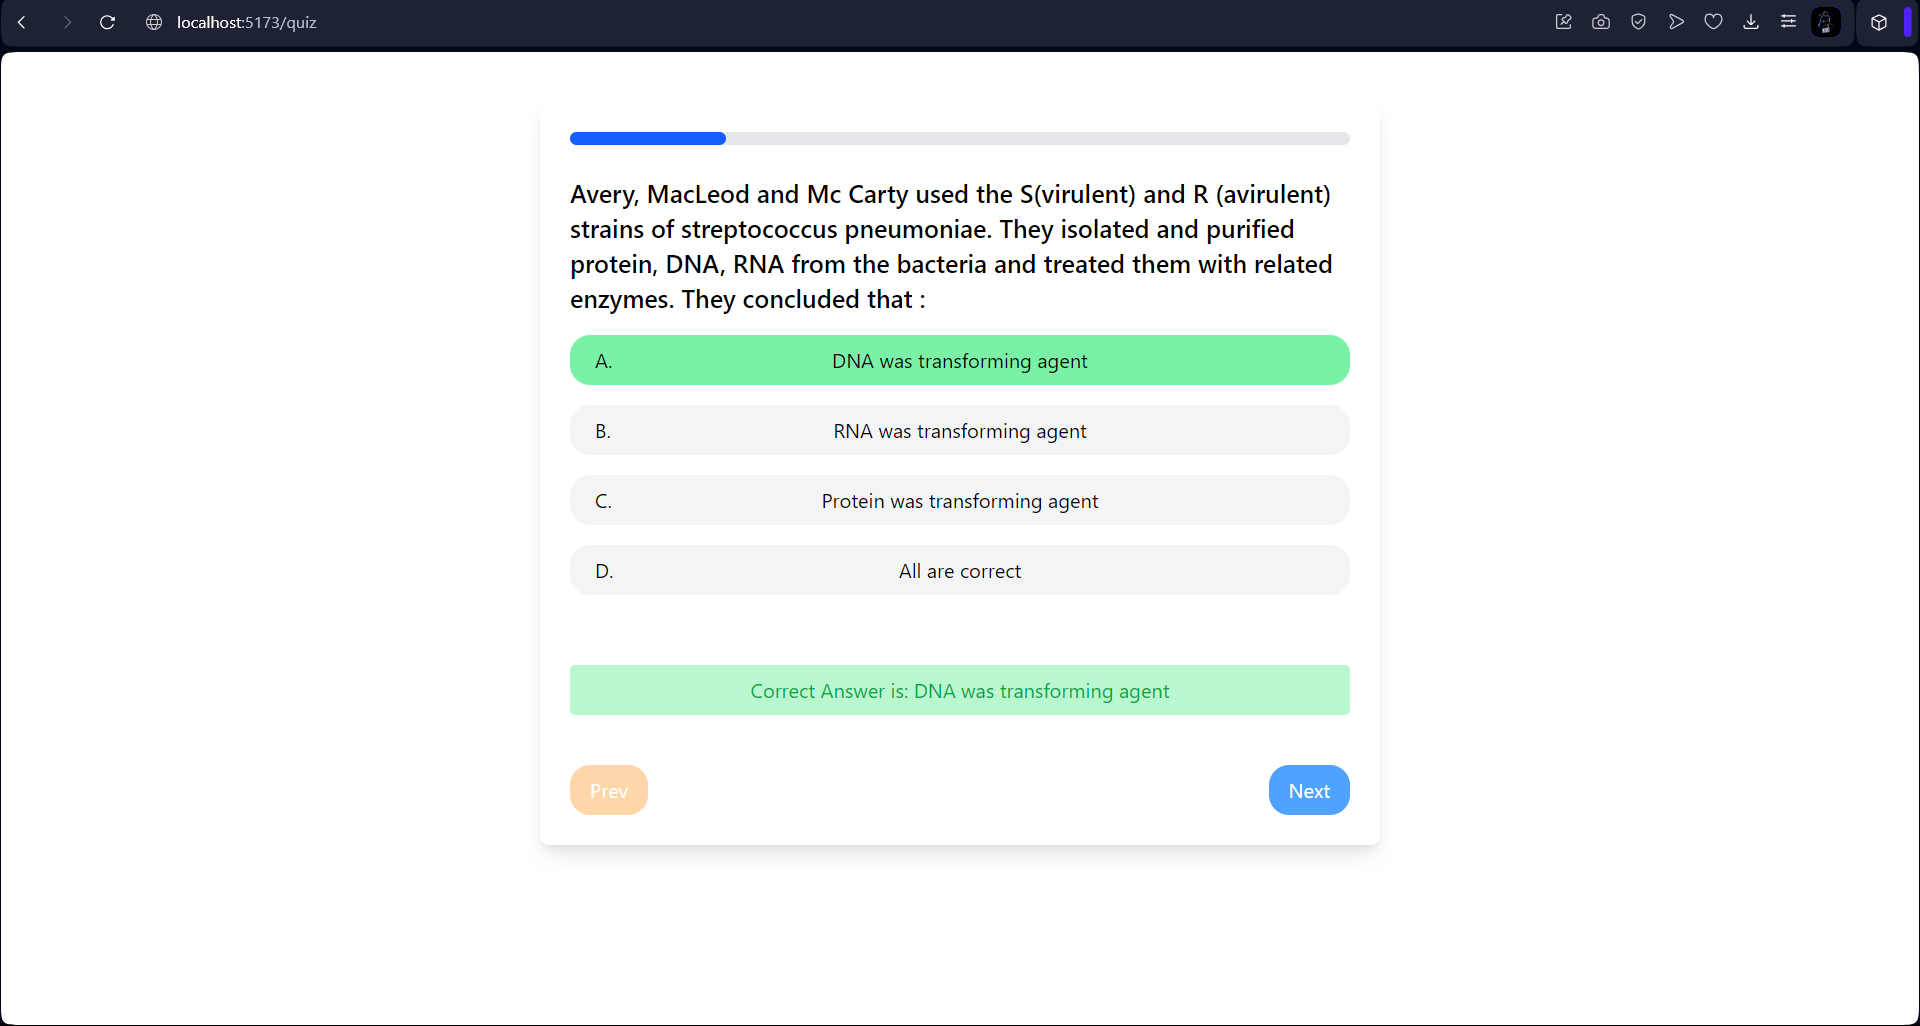 localhost:5173/quiz
Avery, MacLeod and Mc Carty used the S(virulent) and R (avirulent)
strains of streptococcus pneumoniae. They isolated and purified
protein, DNA, RNA from the bacteria and treated them with related
enzymes. They concluded that :
A. DNA was transforming agent
B. RNA was transforming agent
C. Protein was transforming agent
D. All are correct
Correct Answer is: DNA was transforming agent
Prev Next